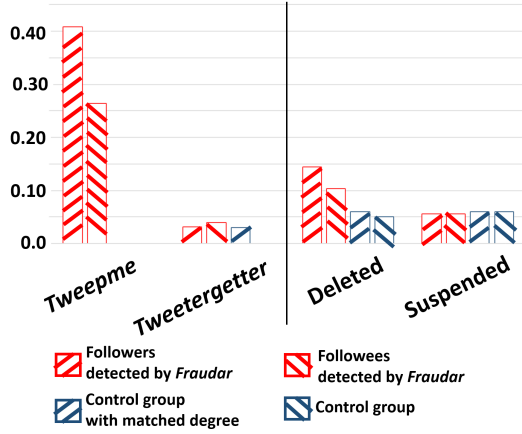 0.40
0.30
0.20
0.10
0.0
Tweepme
Tweetergetter
Deleted
Suspended
Followers
detected by Fraudar
Followees
detected by Fraudar
Control group
with matched degree
Control group